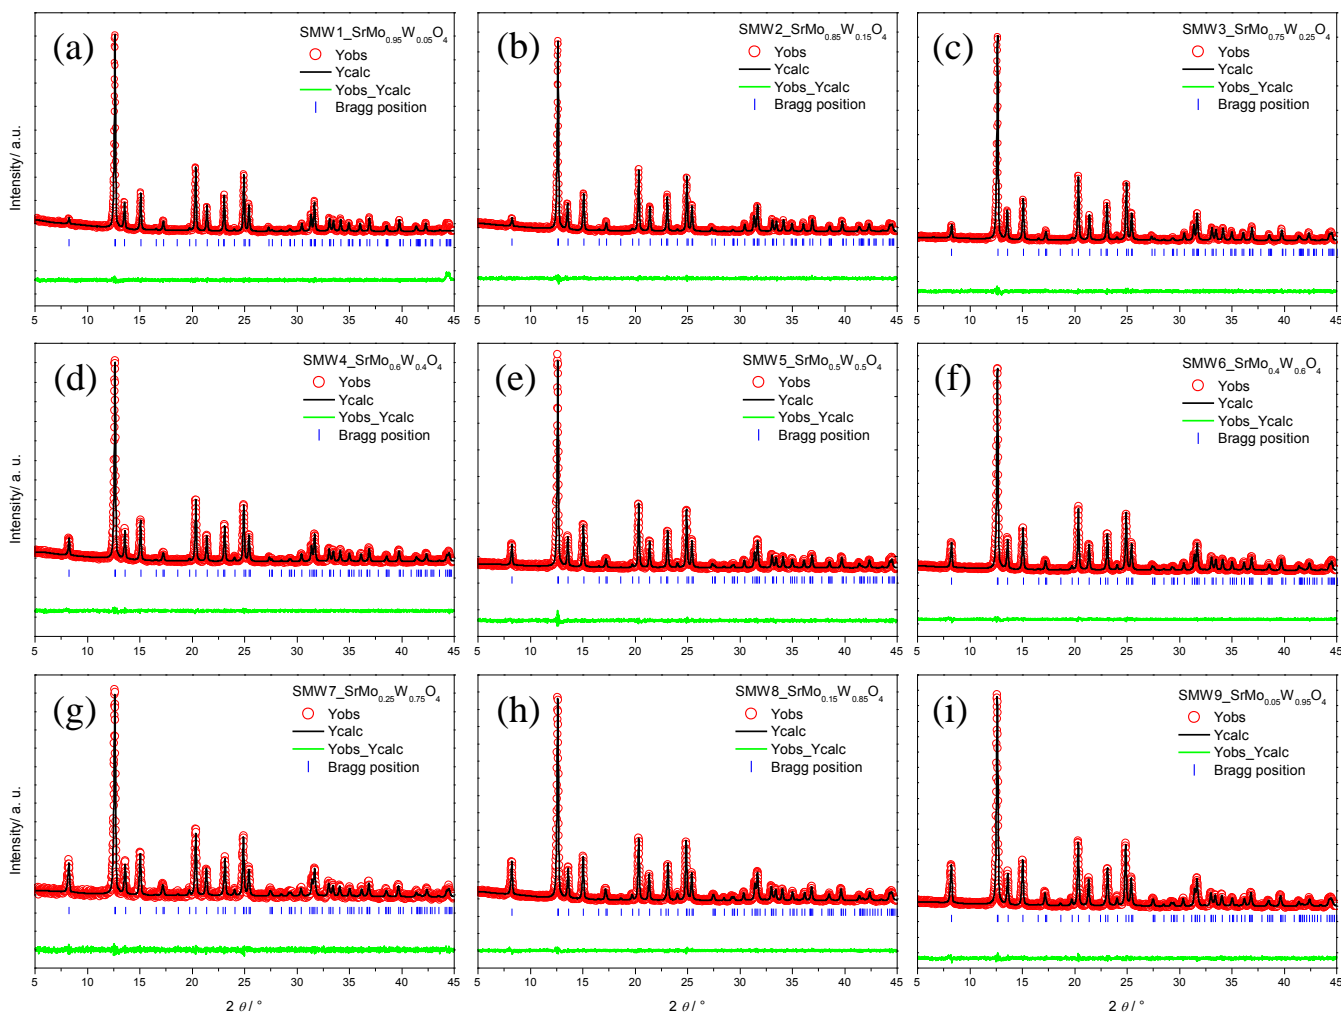 (a)
SMW1_SrMo0.95W0.05O4
Yobs
Ycalc
Yobs_Ycalc
Bragg position
Intensity/ a.u.
5 10 15 20 25 30 35 40 45
(b)
SMW2_SrMo0.85W0.15O4
Yobs
Ycalc
Yobs_Ycalc
Bragg position
5 10 15 20 25 30 35 40 45
(c)
SMW3_SrMo0.75W0.25O4
Yobs
Ycalc
Yobs_Ycalc
Bragg position
5 10 15 20 25 30 35 40 45
(d)
SMW4_SrMo0.6W0.4O4
Yobs
Ycalc
Yobs_Ycalc
Bragg position
Intensity/ a. u.
5 10 15 20 25 30 35 40 45
(e)
SMW5_SrMo0.5W0.5O4
Yobs
Ycalc
Yobs_Ycalc
Bragg position
5 10 15 20 25 30 35 40 45
(f)
SMW6_SrMo0.4W0.6O4
Yobs
Ycalc
Yobs_Ycalc
Bragg position
5 10 15 20 25 30 35 40 45
(g)
SMW7_SrMo0.25W0.75O4
Yobs
Ycalc
Yobs_Ycalc
Bragg position
Intensity/ a. u.
5 10 15 20 25 30 35 40 45
2 θ / °
(h)
SMW8_SrMo0.15W0.85O4
Yobs
Ycalc
Yobs_Ycalc
Bragg position
5 10 15 20 25 30 35 40 45
2 θ / °
(i)
SMW9_SrMo0.05W0.95O4
Yobs
Ycalc
Yobs_Ycalc
Bragg position
5 10 15 20 25 30 35 40 45
2 θ / °